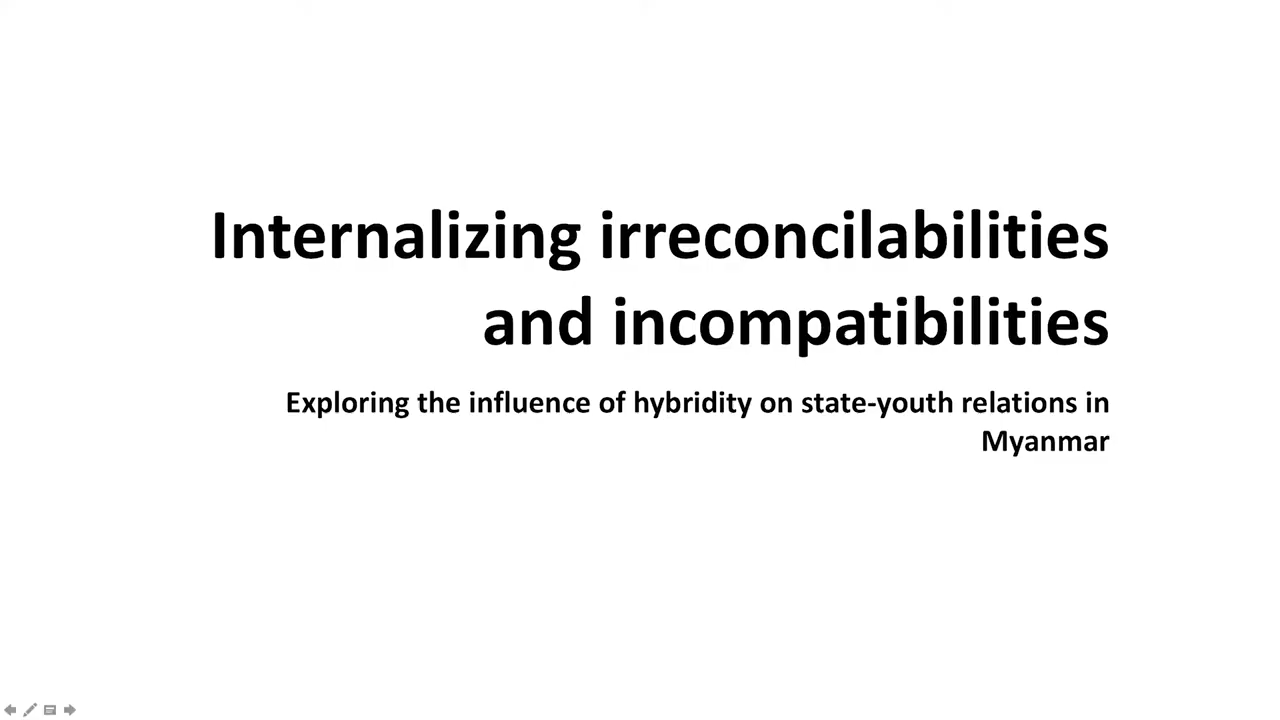 Internalizing irreconcilabilities
and incompatibilities
Exploring the influence of hybridity on state-youth relations in
Myanmar